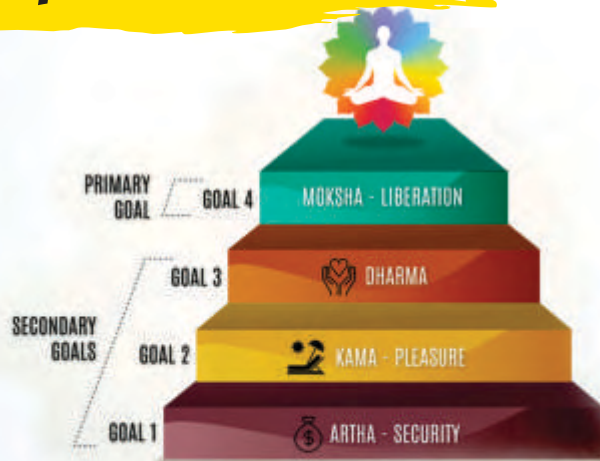 PRIMARY
GOAL
GOAL 4
MOKSHA - LIBERATION
GOAL 3
DHARMA
SECONDARY
GOALS
GOAL 2
KAMA - PLEASURE
GOAL 1
ARTHA - SECURITY